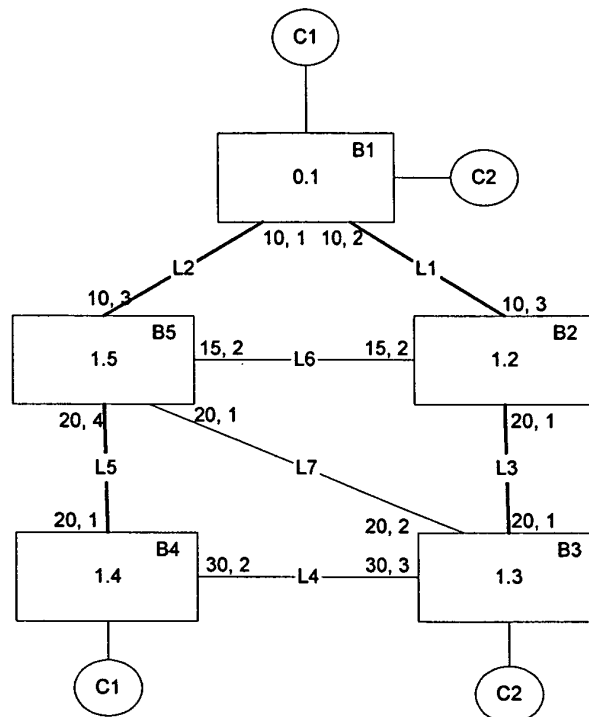 C1
B1
0.1
C2
10, 1 10, 2
L2
L1
10, 3
10, 3
B5
B2
15, 2
L6
15, 2
1.5
1.2
20, 4
20, 1
20, 1
L5
L7
L3
20, 1
20, 2
20, 1
B4
B3
30, 2
L4
30, 3
1.4
1.3
C1
C2